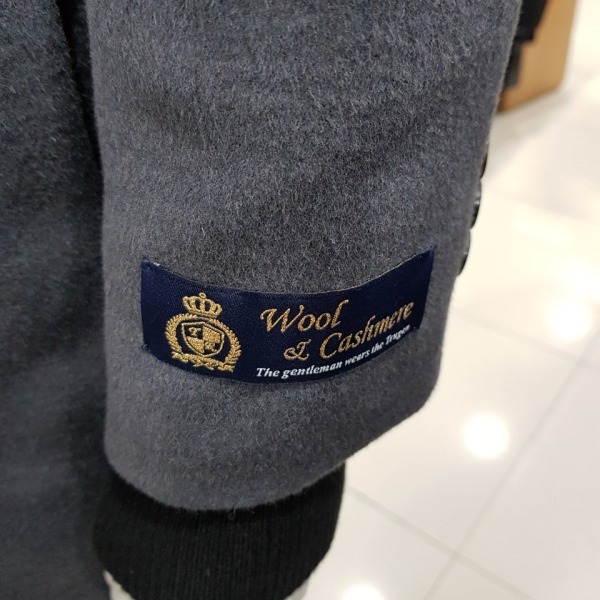 Wool
& Cashmere
The gentleman wears the Trugen